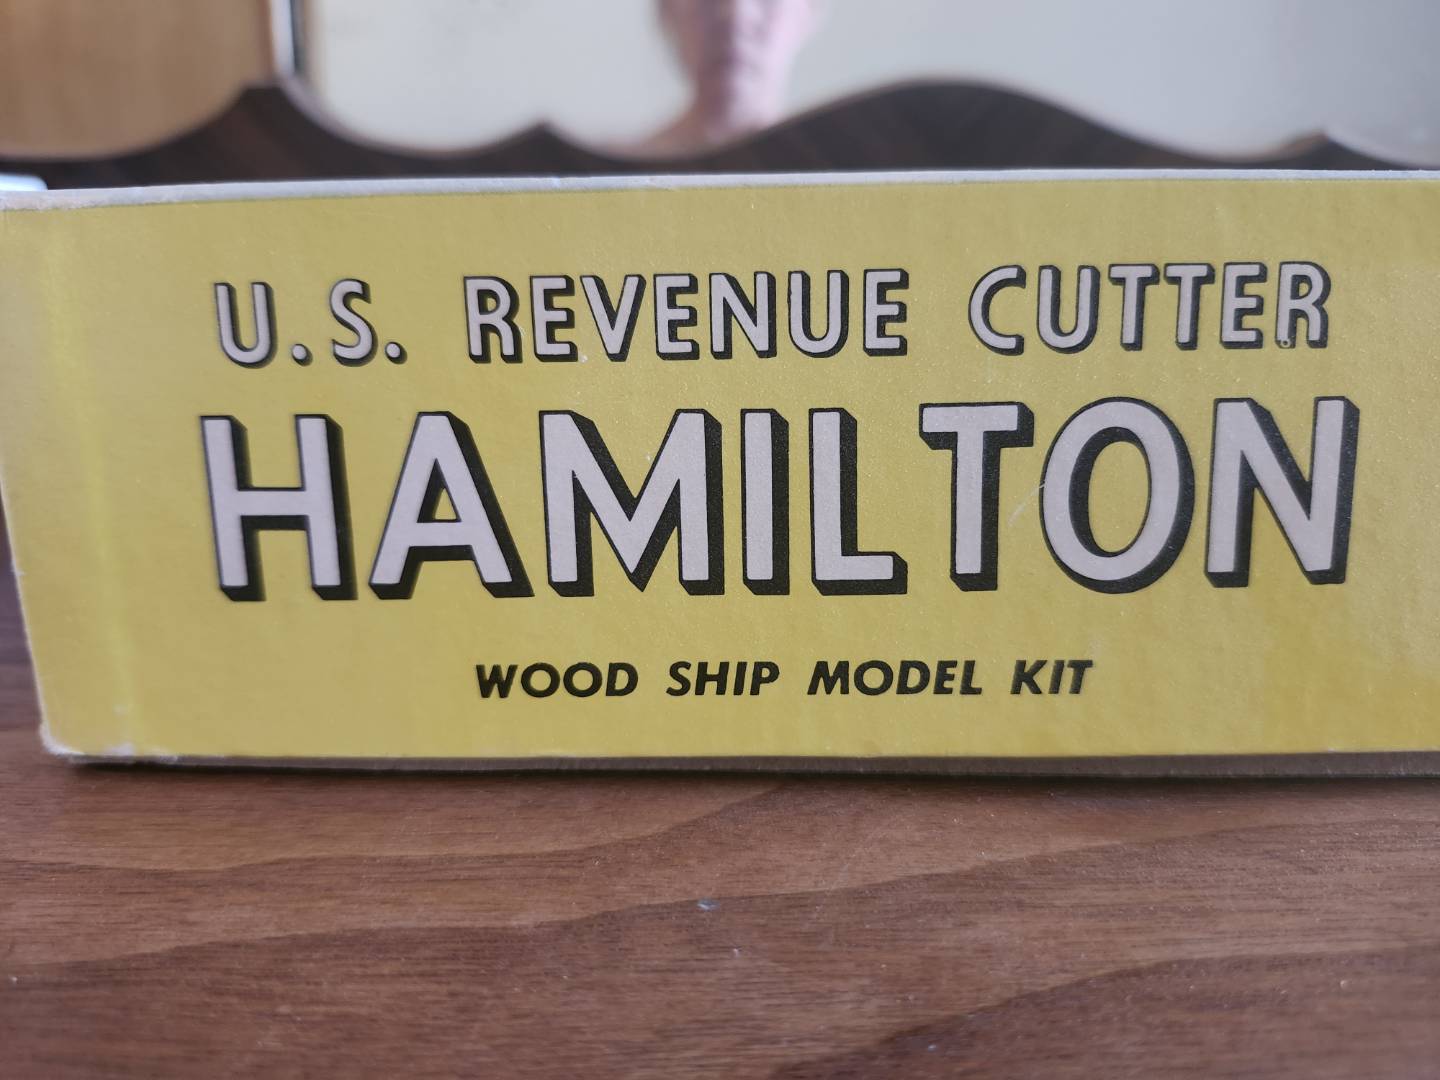 U.S. REVENUE CUTTER
HAMILTON
WOOD SHIP MODEL KIT